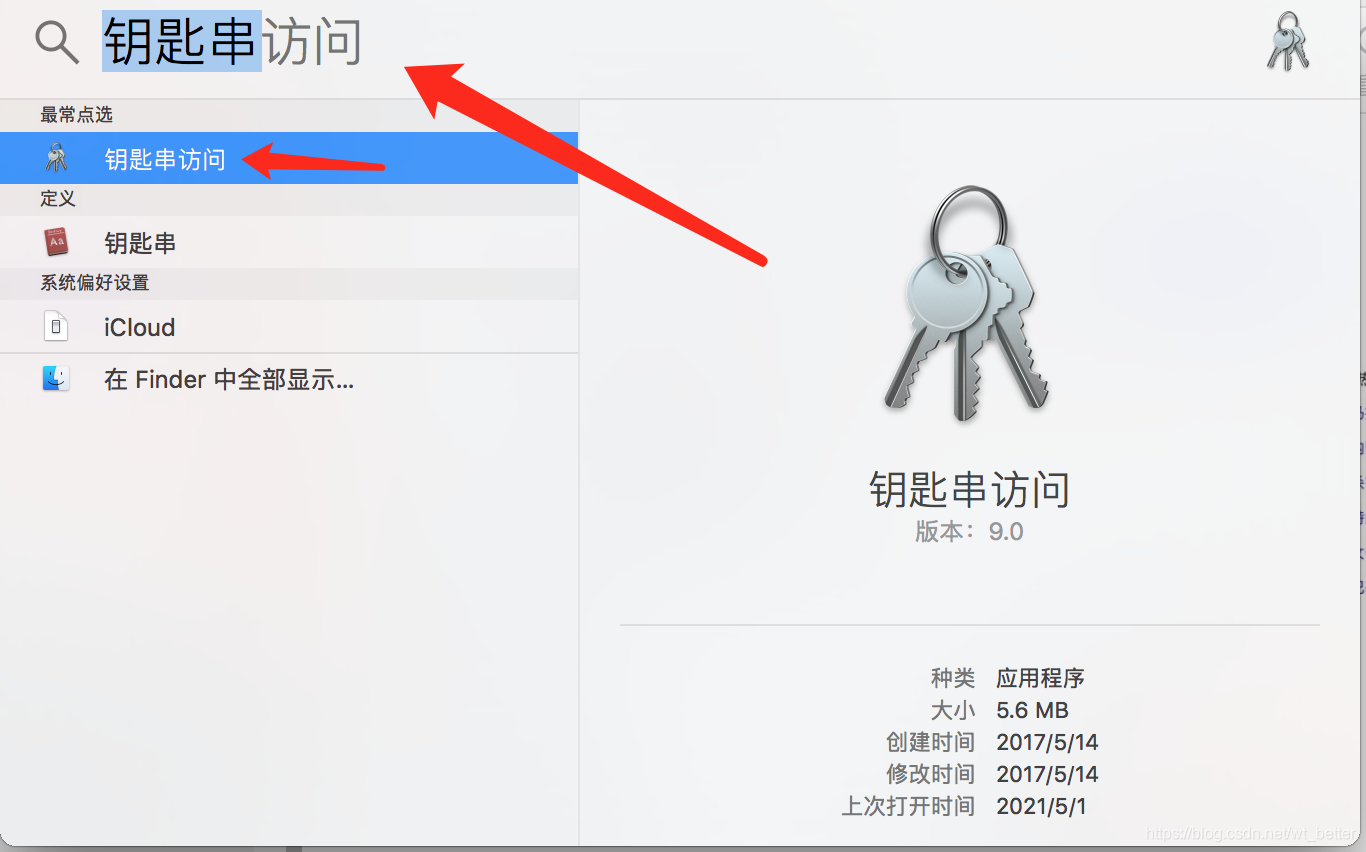 钥匙串访问
最常点选
钥匙串访问
定义
钥匙串
系统偏好设置
iCloud
在 Finder 中全部显示...
钥匙串访问
版本：9.0
种类 应用程序
大小 5.6 MB
创建时间 2017/5/14
修改时间 2017/5/14
上次打开时间 2021/5/1
https://blog.csdn.net/wt_better